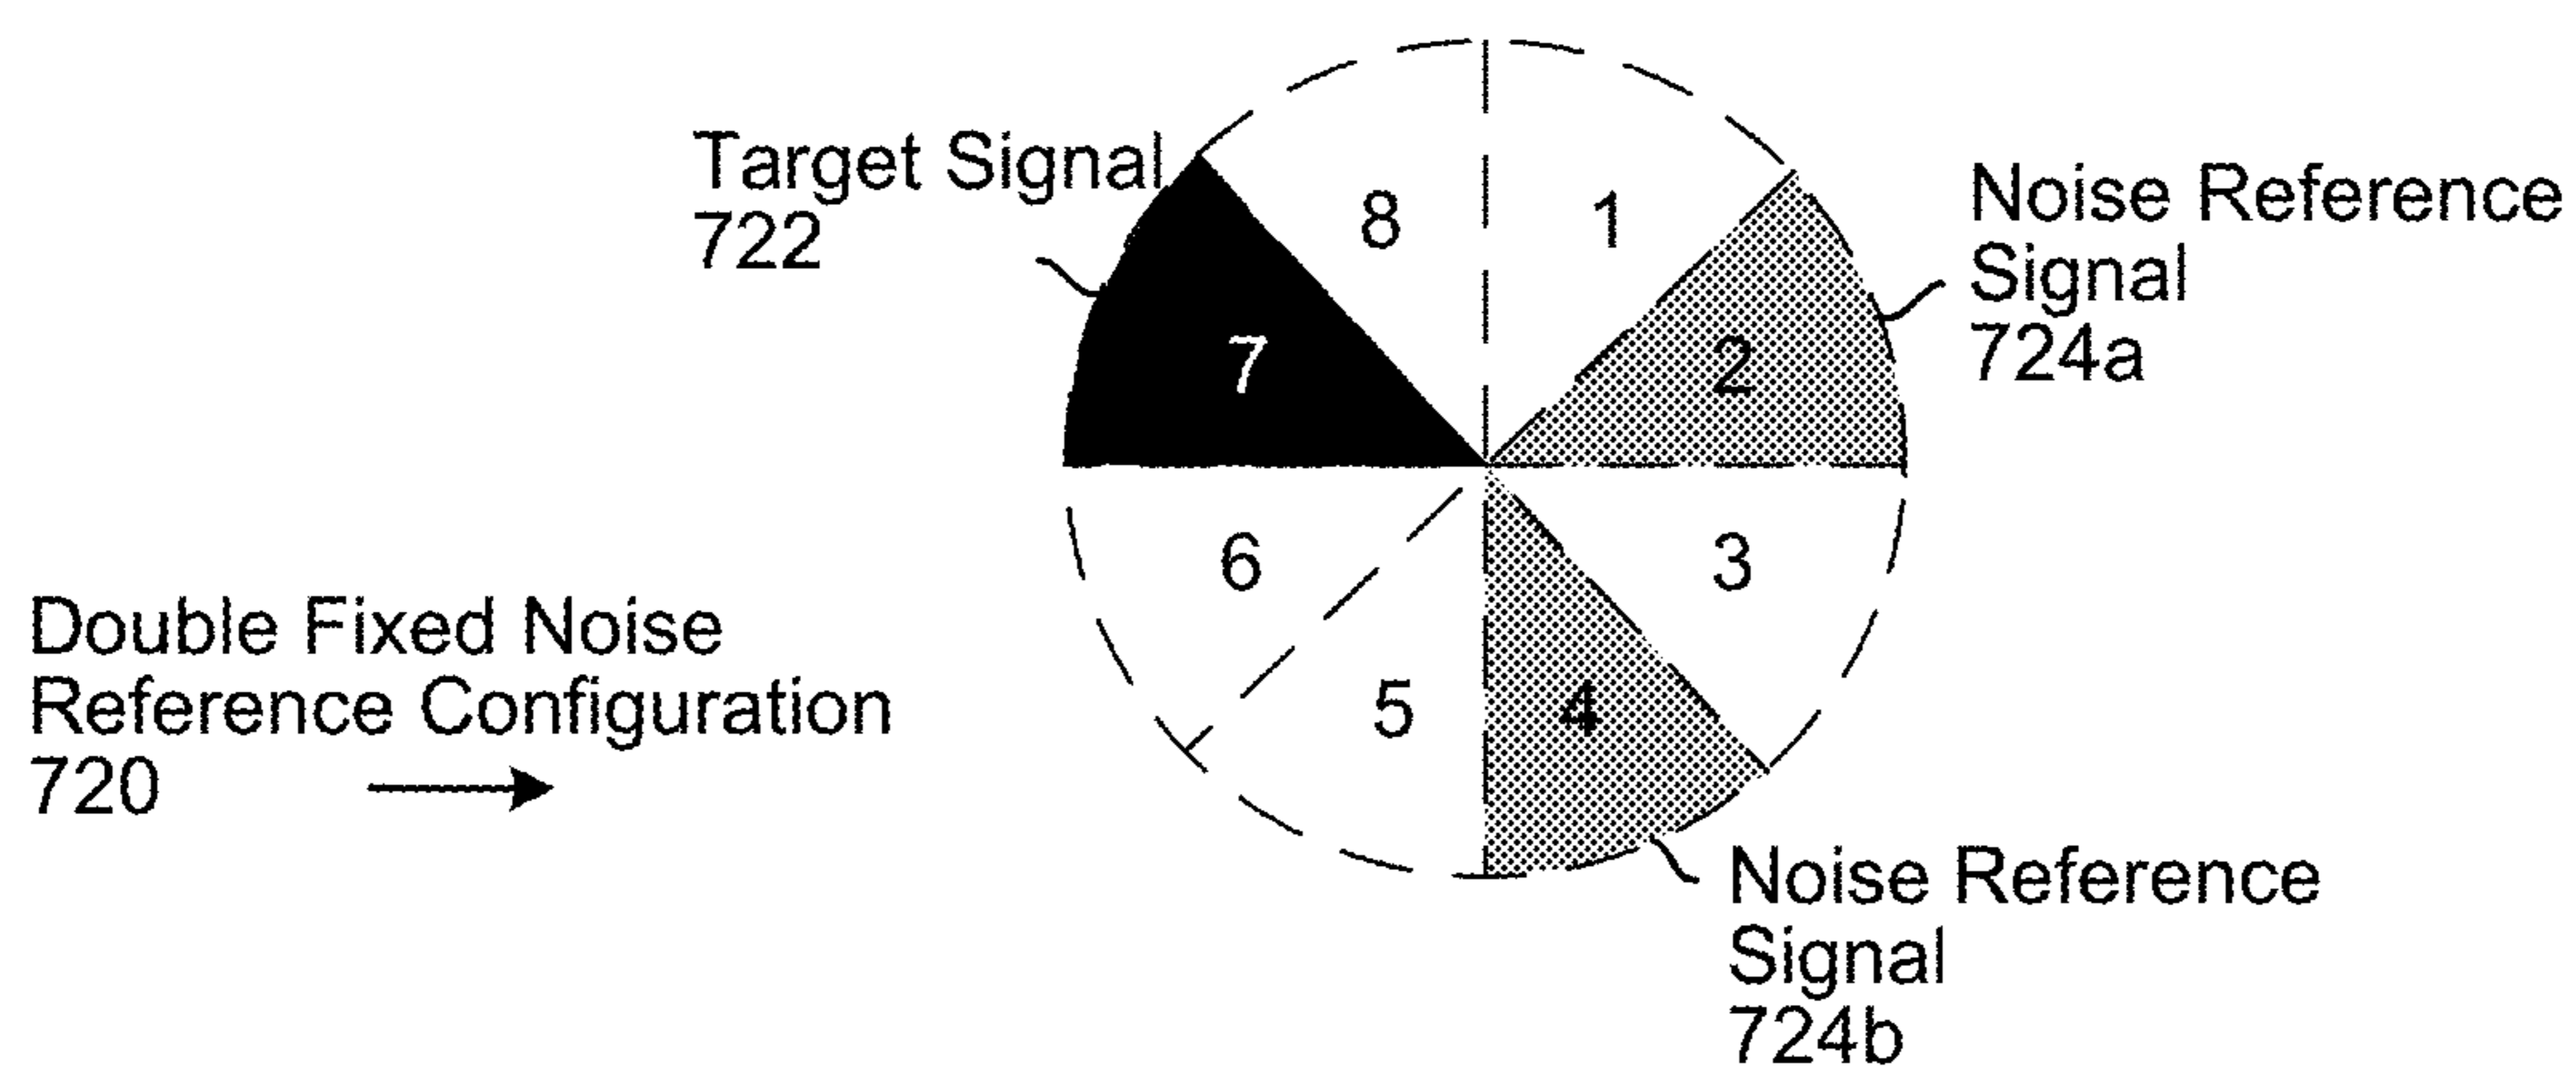 Target Signal
722
8
1
Noise Reference
Signal
724a
7
2
6
3
Double Fixed Noise
Reference Configuration
720
5
4
Noise Reference
Signal
724b